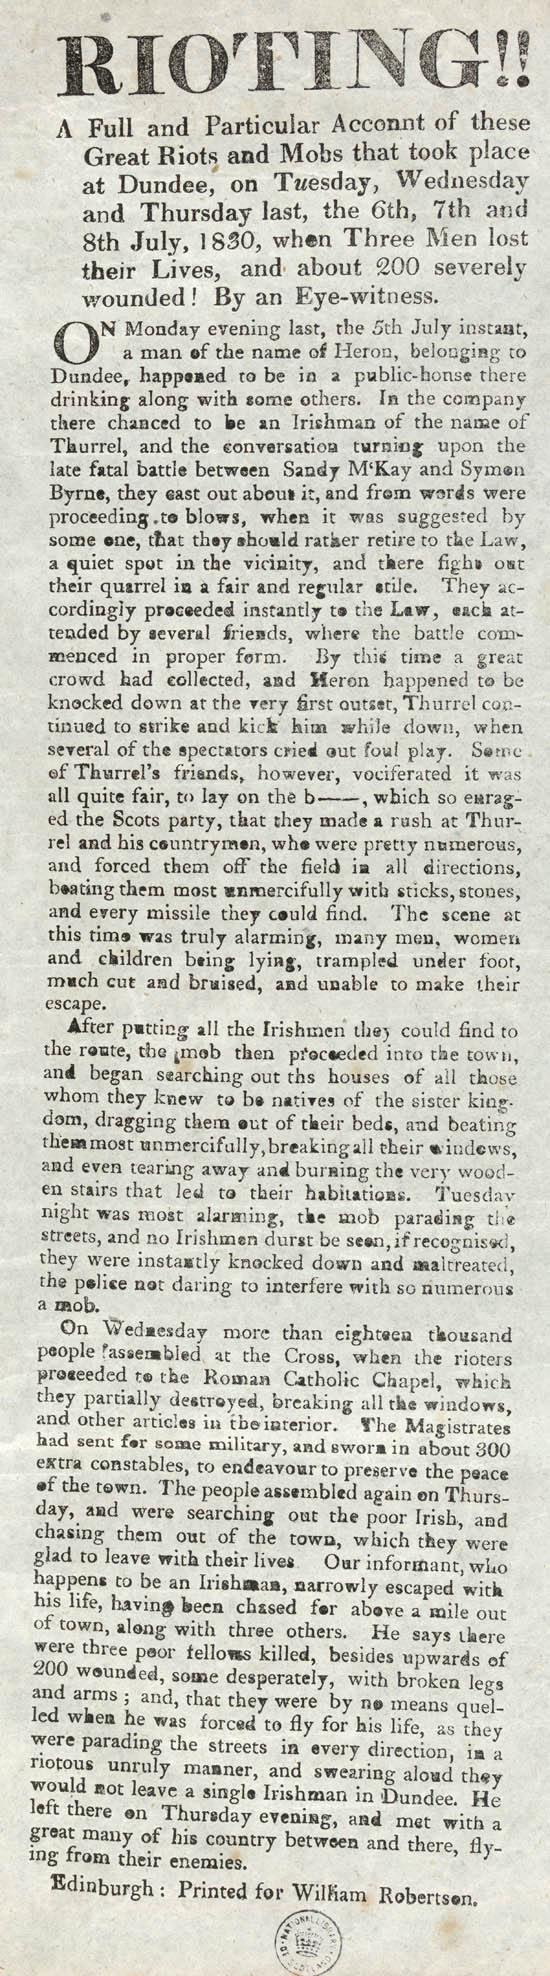 RIOTING!!
A Full and Particular Acconnt of these
Great Riots and Mobs that took place
at Dundee, on Tuesday, Wednesday
and Thursday last, the 6th, 7th and
8th July, 1830, when Three Men lost
their Lives, and about 200 severely
wounded! By an Eye-witness.
ON Monday evening last, the 5th July instant,
a man of the name of Heron, belonging to
Dundee, happened to be in a public-honse there
drinking along with some others. In the company
there chanced to be an Irishman of the name of
Thurrel, and the conversation turning upon the
late fatal battle between Sandy M'Kay and Symon
Byrne, they cast out about it, and from words were
proceeding to blows, when it was suggested by
some one, that they should rather retire to the Law,
a quiet spot in the vicinity, and there fight out
their quarrel in a fair and regular stile. They ac-
cordingly proceeded instantly to the Law, each at-
tended by several friends, where the battle com-
menced in proper form. By this time a great
crowd had collected, and Heron happened to be
knocked down at the very first outset, Thurrel con-
tinued to strike and kick him while down, when
several of the spectators cried out foul play. Some
of Thurrel's friends, however, vociferated it was
all quite fair, to lay on the b——, which so enrag-
ed the Scots party, that they made a rush at Thur-
rel and his countrymen, who were pretty numerous,
and forced them off the field in all directions,
beating them most unmercifully with sticks, stones,
and every missile they could find. The scene at
this time was truly alarming, many men, women
and children being lying, trampled under foot,
much cut and bruised, and unable to make their
escape.
After putting all the Irishmen they could find to
the route, the mob then proceeded into the town,
and began searching out ths houses of all those
whom they knew to be natives of the sister king-
dom, dragging them out of their beds, and beating
them most unmercifully, breaking all their windows,
and even tearing away and burning the very wood-
en stairs that led to their habitations. Tuesday
night was most alarming, the mob parading the
streets, and no Irishmen durst be seen, if recognised,
they were instantly knocked down and maltreated,
the police not daring to interfere with so numerous
a mob.
On Wednesday more than eighteen thousand
people assembled at the Cross, when the rioters
proceeded to the Roman Catholic Chapel, which
they partially destroyed, breaking all the windows,
and other articles in the interior. The Magistrates
had sent for some military, and sworn in about 300
extra constables, to endeavour to preserve the peace
of the town. The people assembled again on Thurs-
day, and were searching out the poor Irish, and
chasing them out of the town, which they were
glad to leave with their lives Our informant, who
happens to be an Irishman, narrowly escaped with
his life, having been chased for above a mile out
of town, along with three others. He says there
were three poor fellows killed, besides upwards of
200 wounded, some desperately, with broken legs
and arms; and, that they were by no means quel-
led when he was forced to fly for his life, as they
were parading the streets in every direction, in a
riotous unruly manner, and swearing aloud they
would not leave a single Irishman in Dundee. He
left there on Thursday evening, and met with a
great many of his country between and there, fly-
ing from their enemies.
Edinburgh: Printed for William Robertson.
NATIONAL LIBRARY OF SCOTLAND